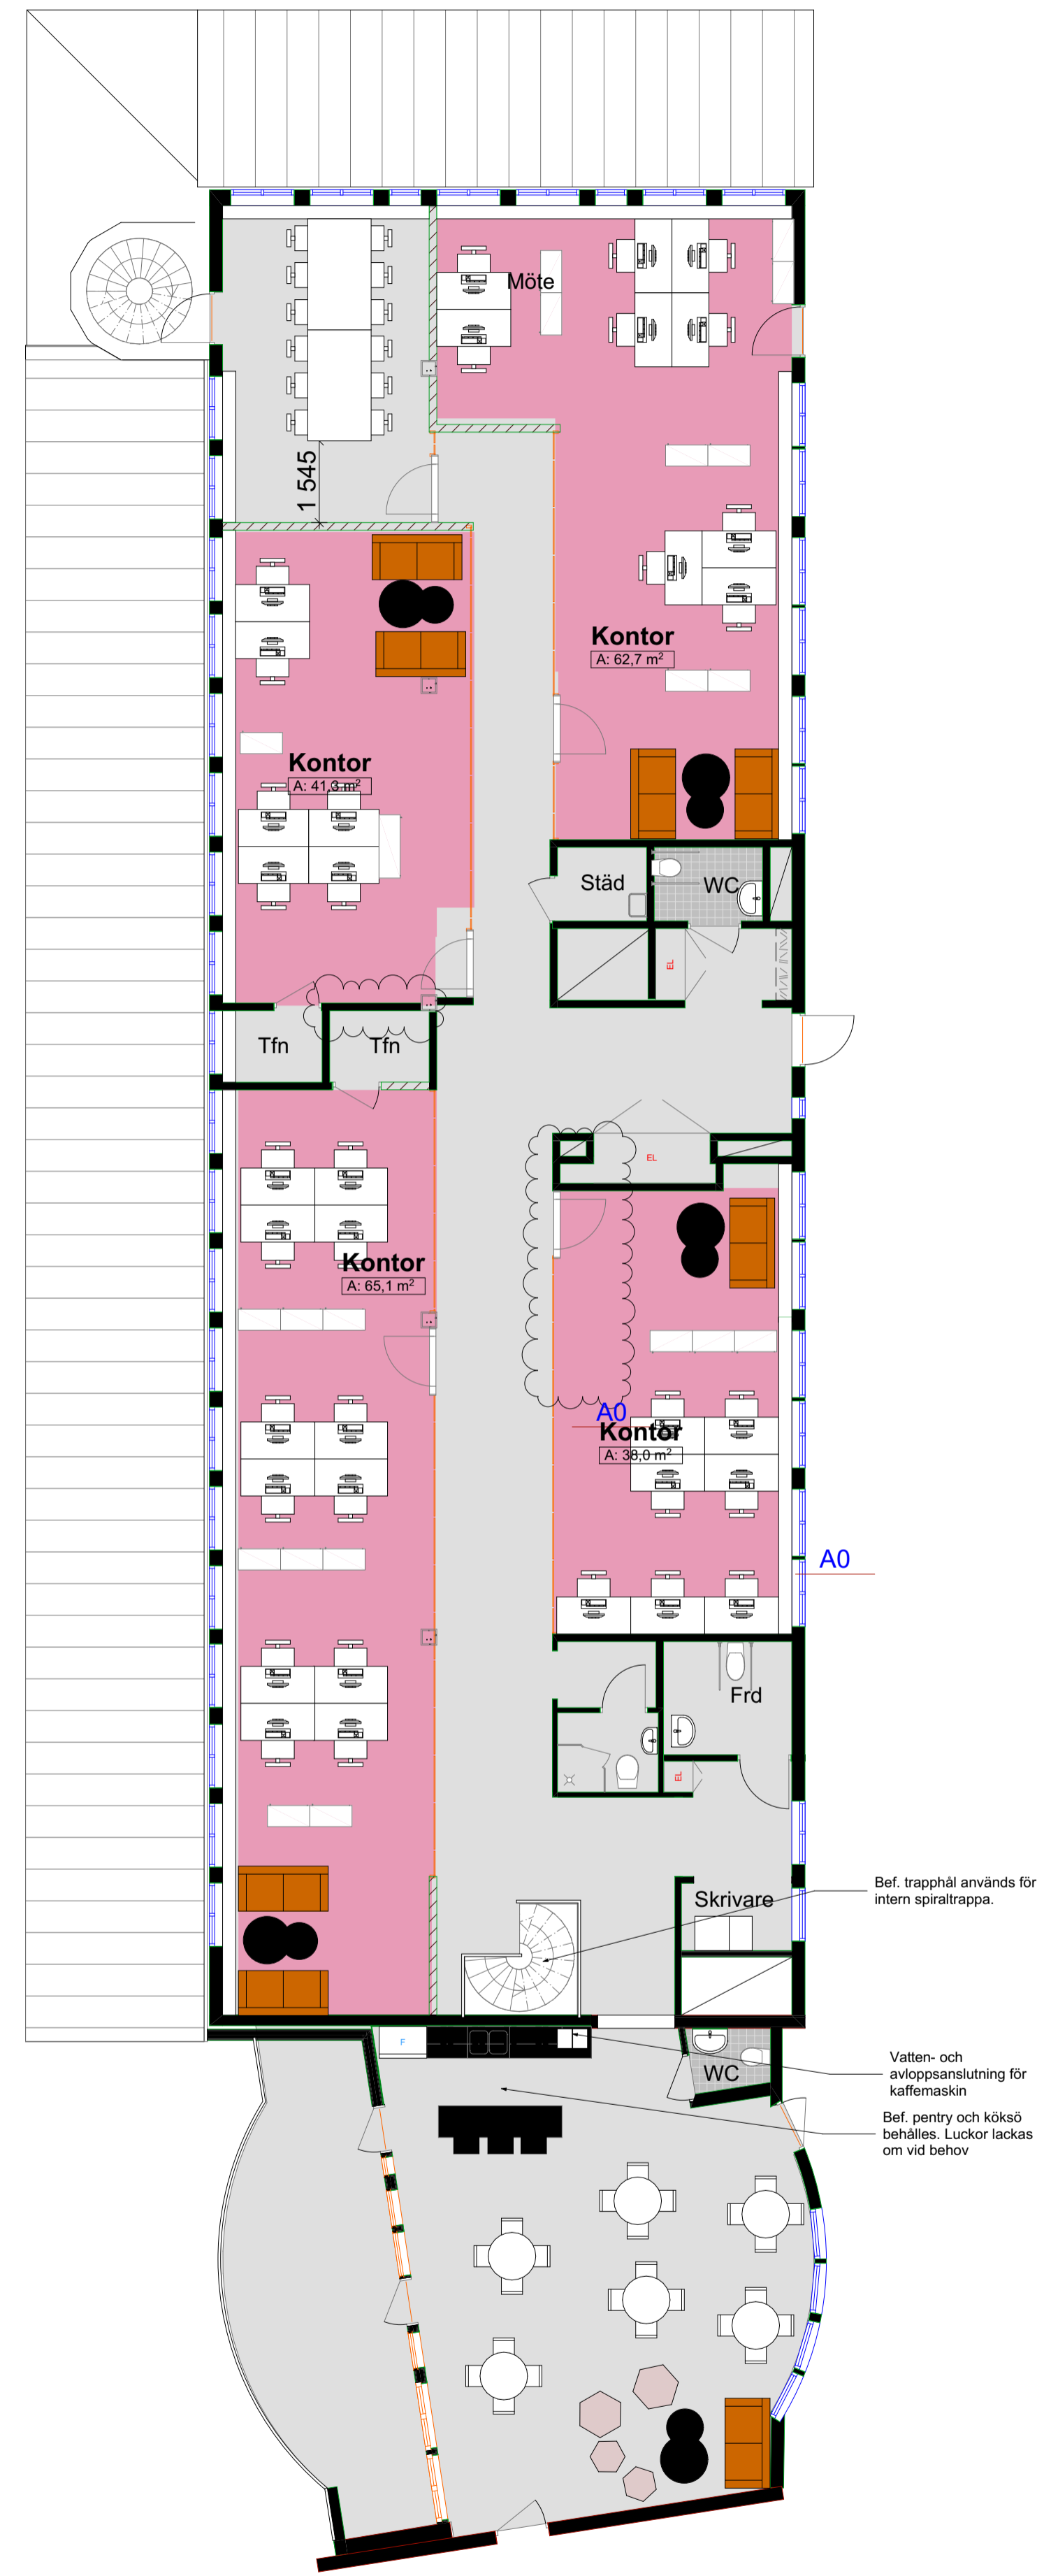 Möte
1 545
Kontor
A: 62,7 m²
Kontor
A: 41,3 m²
Städ
WC
EL
Tfn
Tfn
EL
Kontor
A: 65,1 m²
A0
Kontor
A: 38,0 m²
A0
Frd
EL
Bef. trapphål används för
intern spiraltrappa.
Skrivare
F
Vatten- och
avloppsanslutning för
kaffemaskin
WC
Bef. pentry och köksö
behålles. Luckor lackas
om vid behov